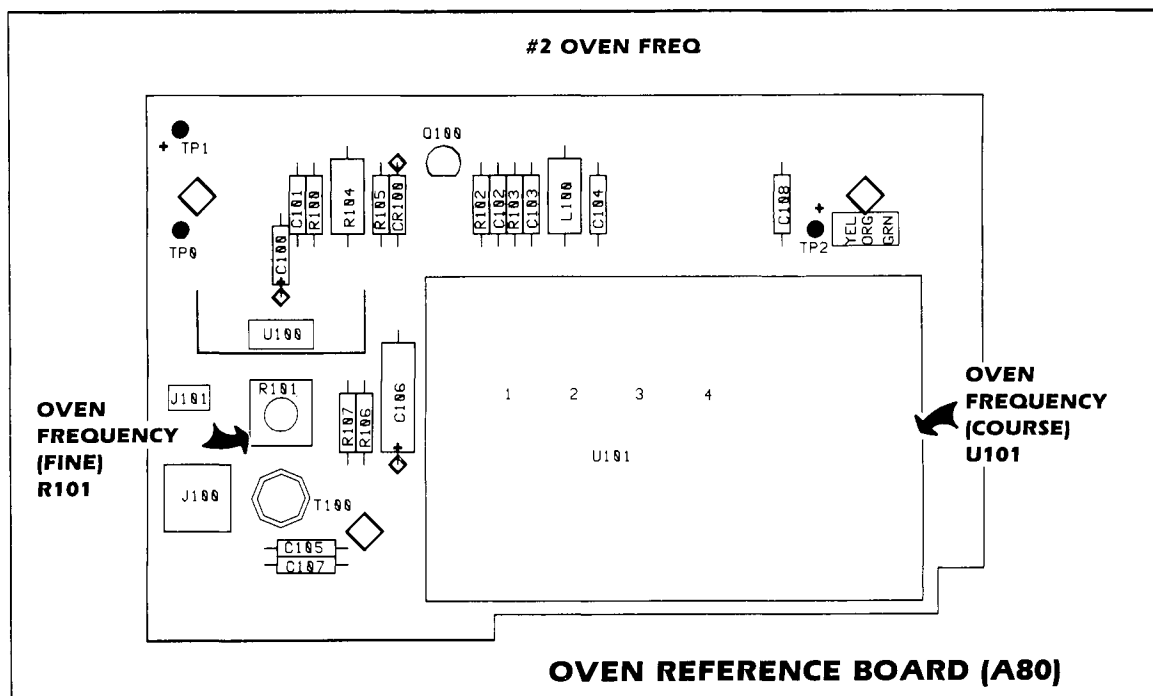 #2 OVEN FREQ
Q100
+ TP1
TP0
C101
R100
R104
R105
CR100
R102
C102
R103
C103
L100
C104
C108
+
TP2
YEL
ORG
GRN
C100
+
U100
J101
R101
R107
R106
C106
+
1 2 3 4
U101
OVEN
FREQUENCY
(FINE)
R101
OVEN
FREQUENCY
(COURSE)
U101
J100
T100
C105
C107
OVEN REFERENCE BOARD (A80)